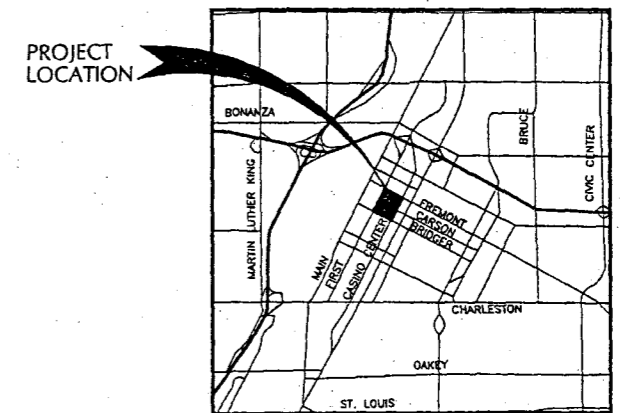 PROJECT
LOCATION
BONANZA
BRUCE
CIVIC CENTER
MARTIN LUTHER KING
FREMONT
CARSON
BRIDGER
MAIN
FIRST
CASINO CENTER
CHARLESTON
OAKEY
ST. LOUIS